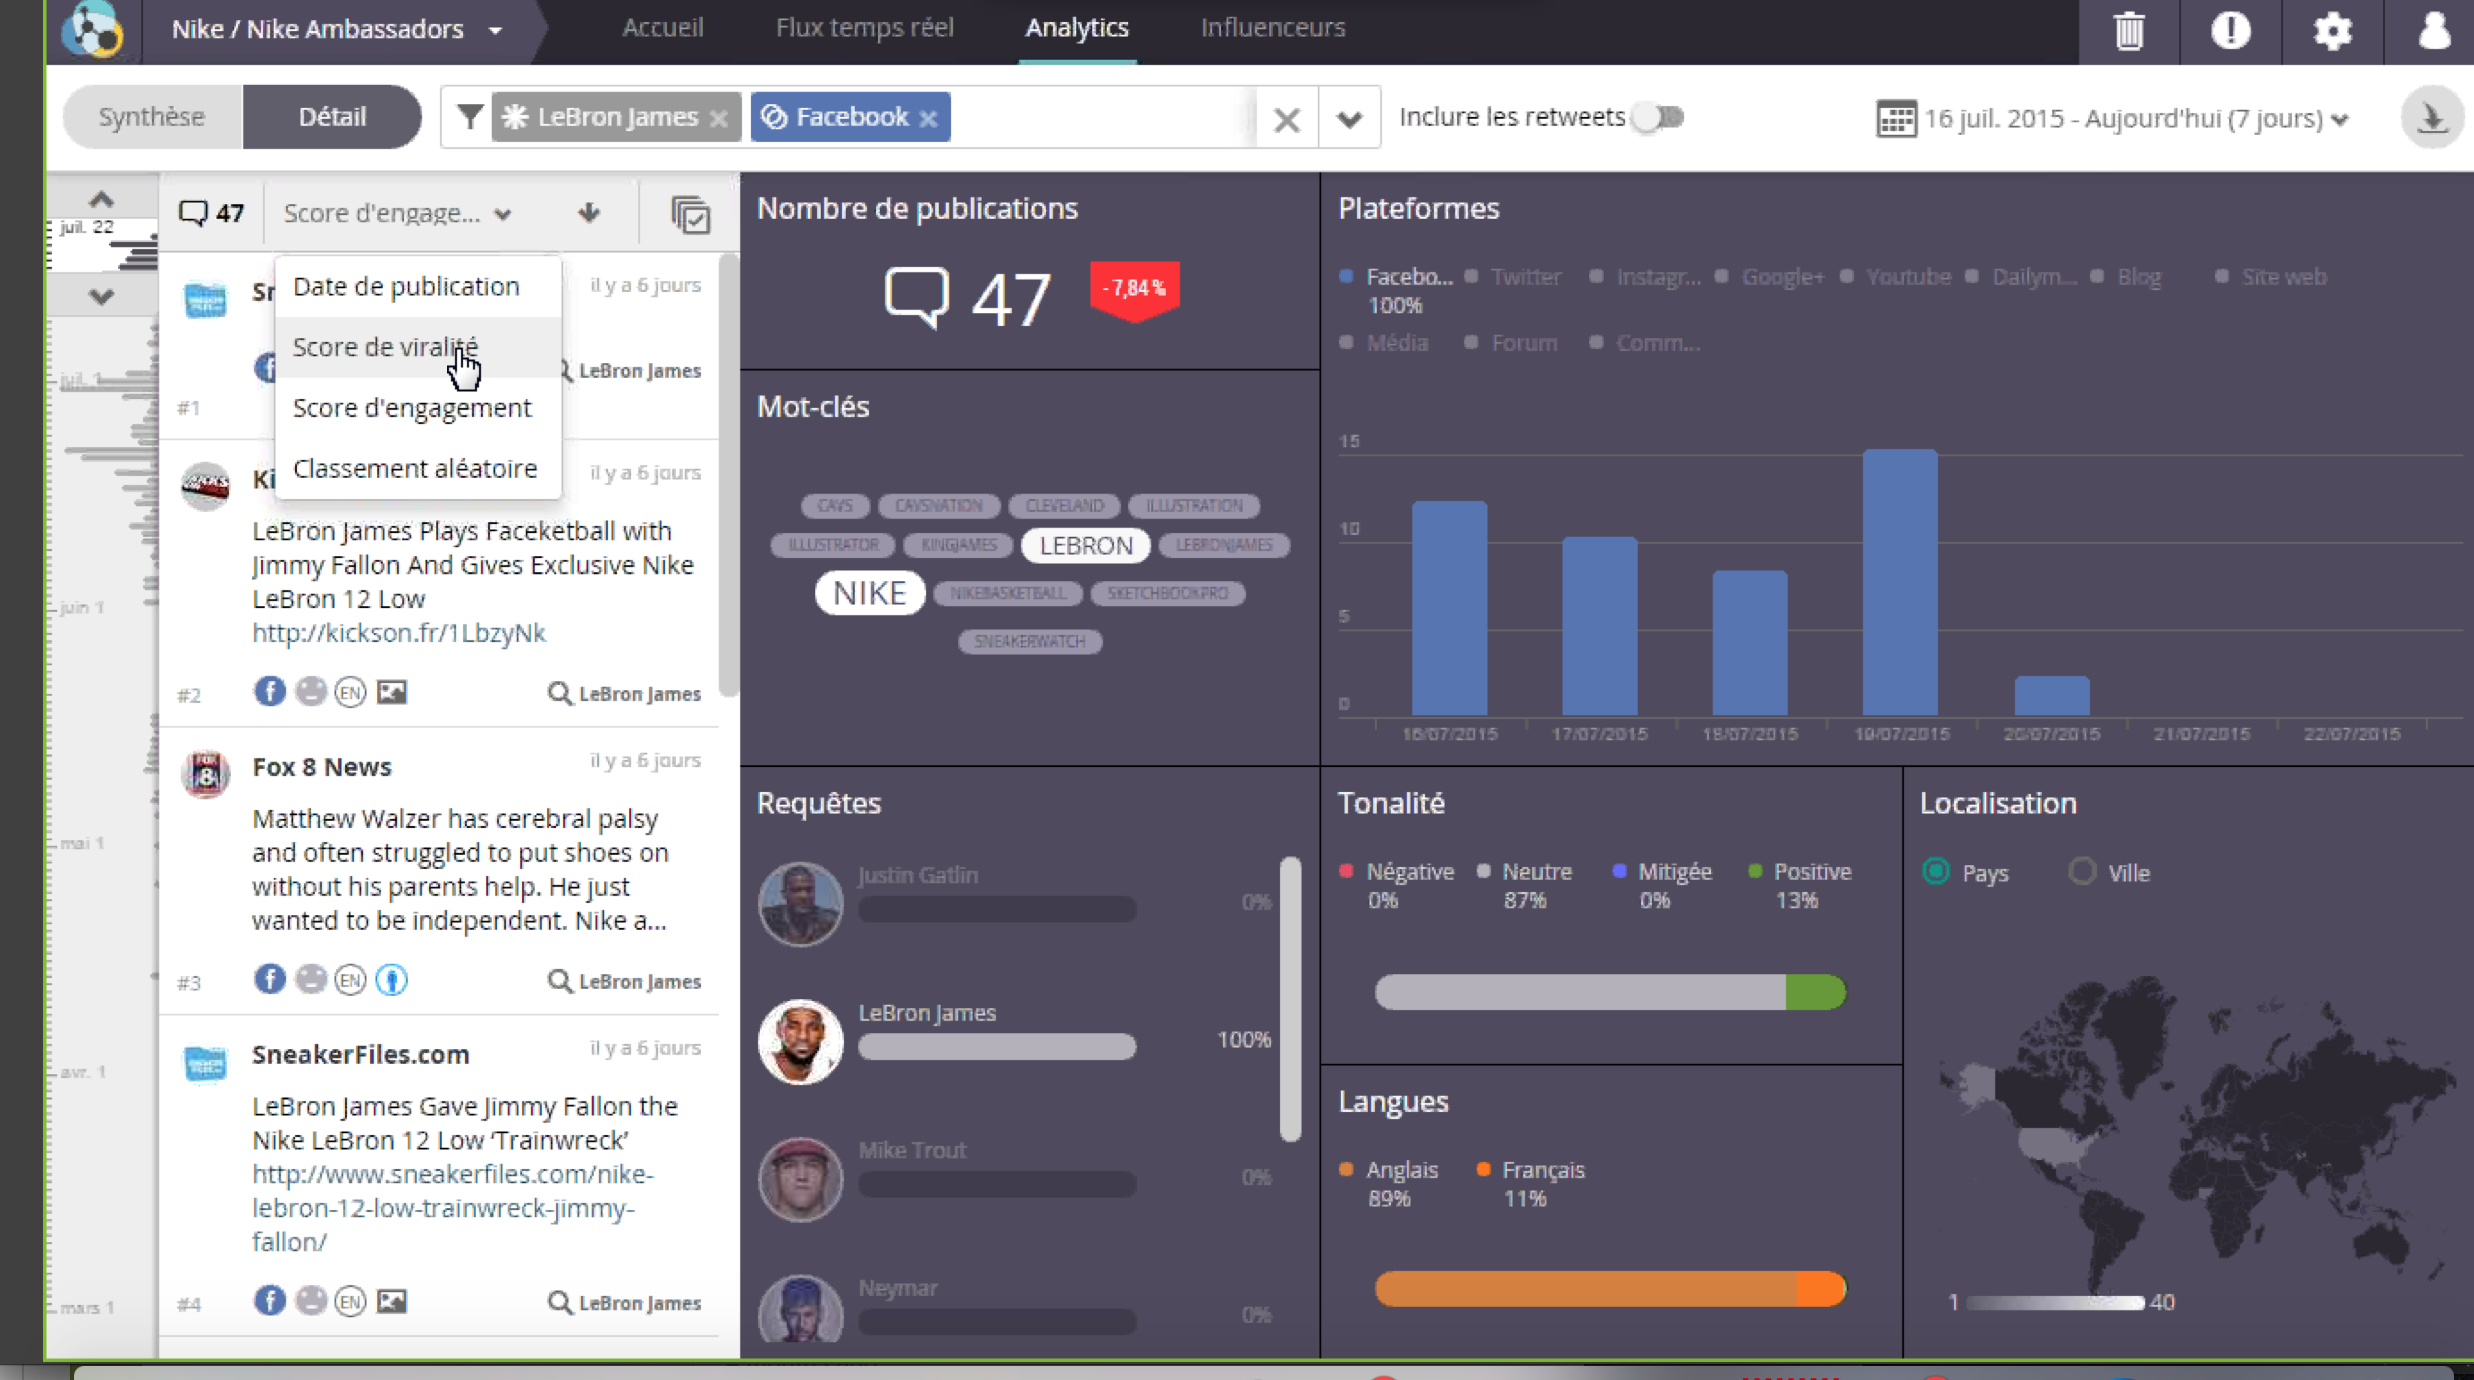 Nike / Nike Ambassadors
Accueil
Flux temps réel
Analytics
Influenceurs
Synthèse
Détail
LeBron James
Facebook
Inclure les retweets
16 juil. 2015 - Aujourd'hui (7 jours)
juil. 22
juil. 1
juin 1
mai 1
avr. 1
mars 1
47
Score d'engage...
Date de publication
Score de viralité
Score d'engagement
Classement aléatoire
Sn
il y a 6 jours
LeBron James
#1
Ki
il y a 6 jours
LeBron James Plays Faceketball with
Jimmy Fallon And Gives Exclusive Nike
LeBron 12 Low
http://kickson.fr/1LbzyNk
#2
EN
LeBron James
FOX 8
Fox 8 News
il y a 6 jours
Matthew Walzer has cerebral palsy
and often struggled to put shoes on
without his parents help. He just
wanted to be independent. Nike a...
#3
EN
LeBron James
SneakerFiles.com
il y a 6 jours
LeBron James Gave Jimmy Fallon the
Nike LeBron 12 Low ‘Trainwreck’
http://www.sneakerfiles.com/nike-
lebron-12-low-trainwreck-jimmy-
fallon/
#4
EN
LeBron James
Nombre de publications
47
- 7,84 %
Mot-clés
CAVS CAVSNATION CLEVELAND ILLUSTRATION
ILLUSTRATOR KINGJAMES LEBRON LEBRONJAMES
NIKE NIKEBASKETBALL SKETCHBOOKPRO
SNEAKERWATCH
Requêtes
Justin Gatlin
0%
LeBron James
100%
Mike Trout
0%
Neymar
0%
Plateformes
Facebo... Twitter Instagr... Google+ Youtube Dailym... Blog Site web
100%
Média Forum Comm...
15
10
5
0
16/07/2015 17/07/2015 18/07/2015 19/07/2015 20/07/2015 21/07/2015 22/07/2015
Tonalité
Négative Neutre Mitigée Positive
0% 87% 0% 13%
Langues
Anglais Français
89% 11%
Localisation
Pays Ville
1 40